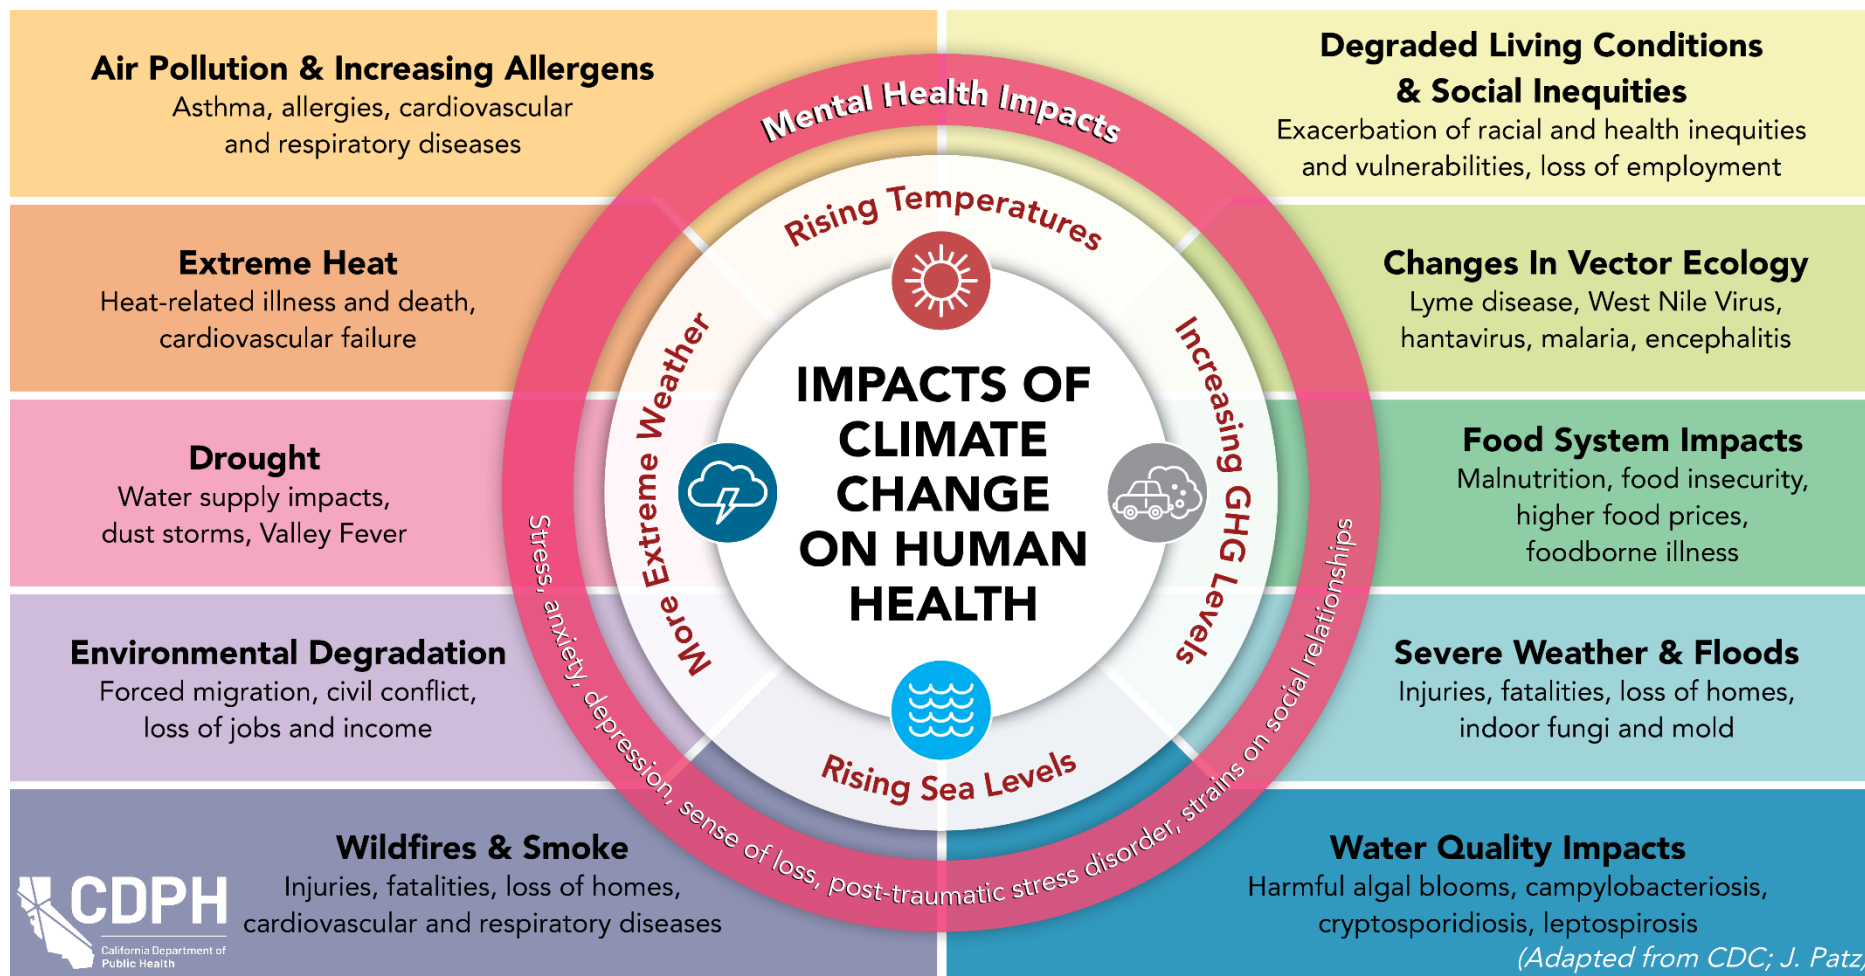 Air Pollution & Increasing Allergens
Asthma, allergies, cardiovascular
and respiratory diseases
Extreme Heat
Heat-related illness and death,
cardiovascular failure
Drought
Water supply impacts,
dust storms, Valley Fever
Environmental Degradation
Forced migration, civil conflict,
loss of jobs and income
Wildfires & Smoke
Injuries, fatalities, loss of homes,
cardiovascular and respiratory diseases
CDPH
California Department of
Public Health
Mental Health Impacts
Stress, anxiety, depression, sense of loss, post-traumatic stress disorder, strains on social relationships
Rising Temperatures
More Extreme Weather
Increasing GHG Levels
Rising Sea Levels
IMPACTS OF
CLIMATE
CHANGE
ON HUMAN
HEALTH
Degraded Living Conditions
& Social Inequities
Exacerbation of racial and health inequities
and vulnerabilities, loss of employment
Changes In Vector Ecology
Lyme disease, West Nile Virus,
hantavirus, malaria, encephalitis
Food System Impacts
Malnutrition, food insecurity,
higher food prices,
foodborne illness
Severe Weather & Floods
Injuries, fatalities, loss of homes,
indoor fungi and mold
Water Quality Impacts
Harmful algal blooms, campylobacteriosis,
cryptosporidiosis, leptospirosis
(Adapted from CDC; J. Patz)